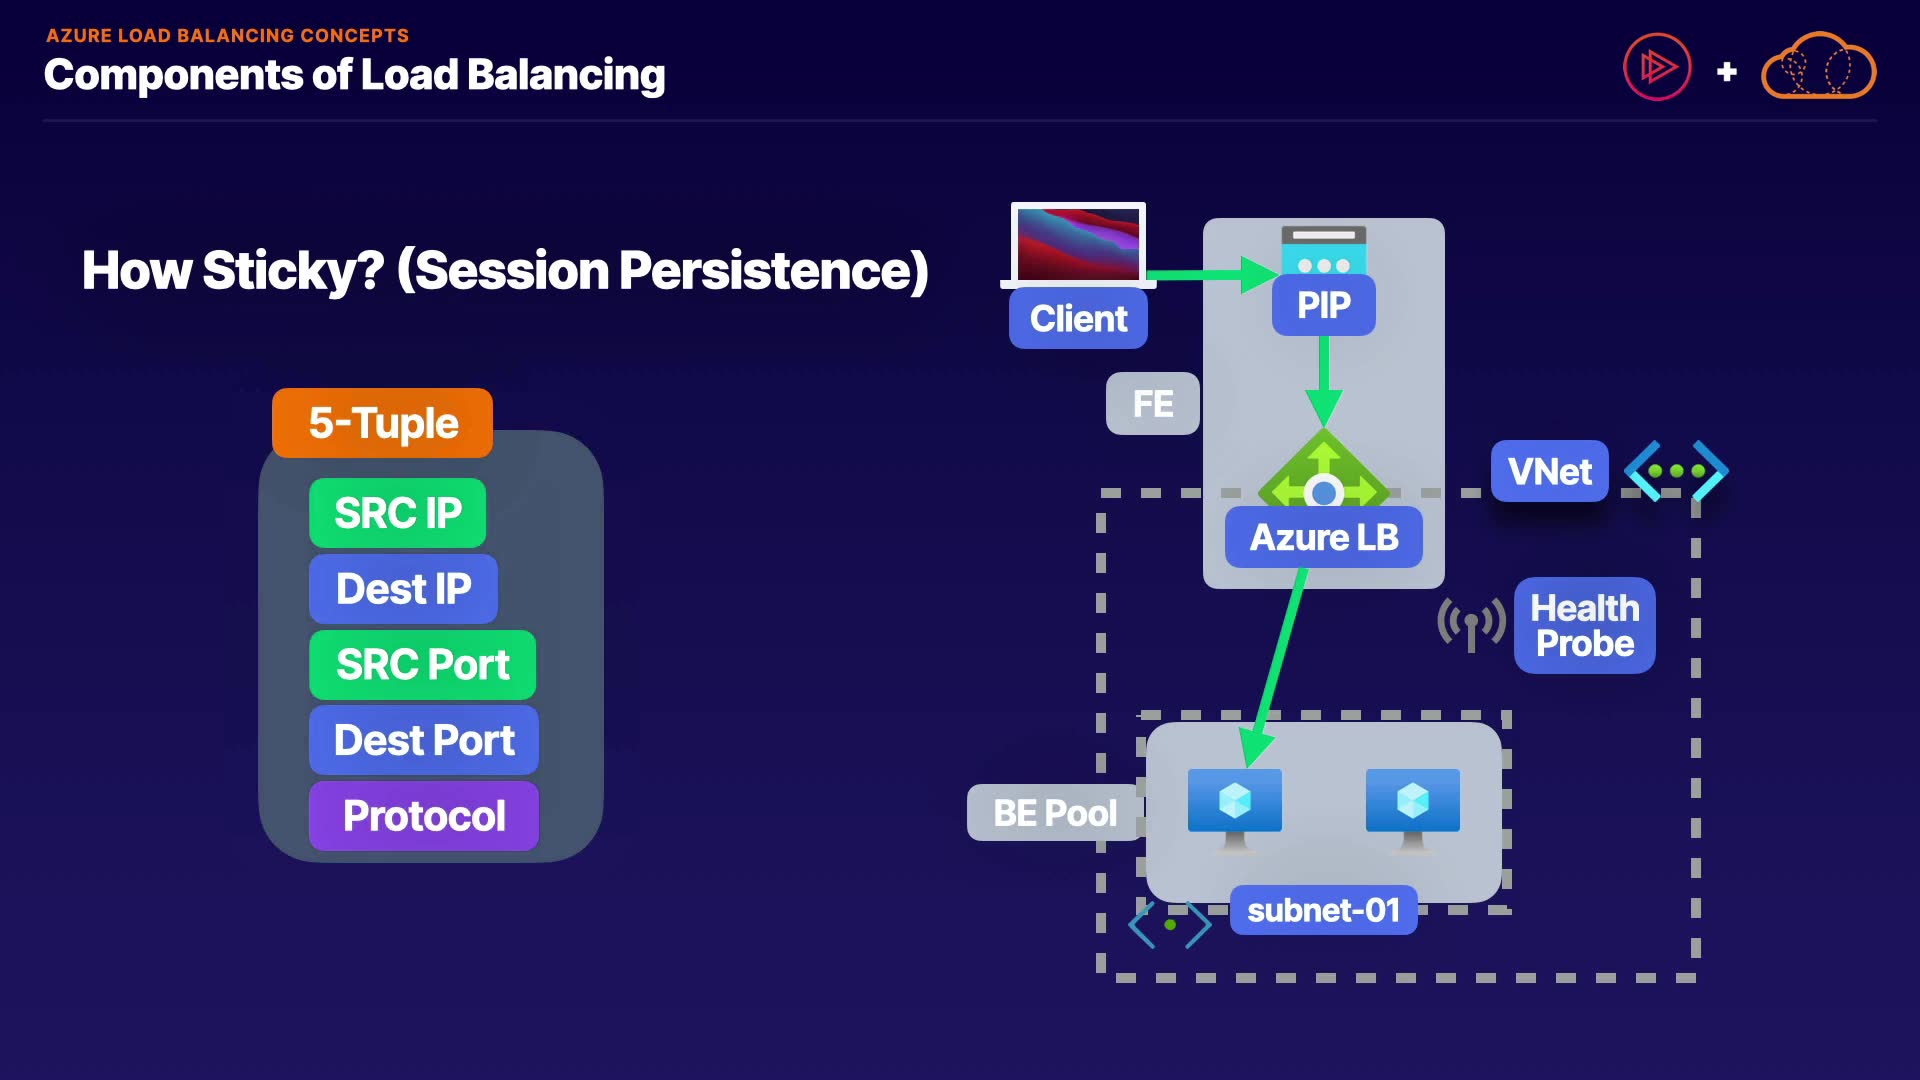 AZURE LOAD BALANCING CONCEPTS
Components of Load Balancing
+
How Sticky? (Session Persistence)
5-Tuple
SRC IP
Dest IP
SRC Port
Dest Port
Protocol
Client
PIP
FE
VNet
Azure LB
Health
Probe
BE Pool
subnet-01